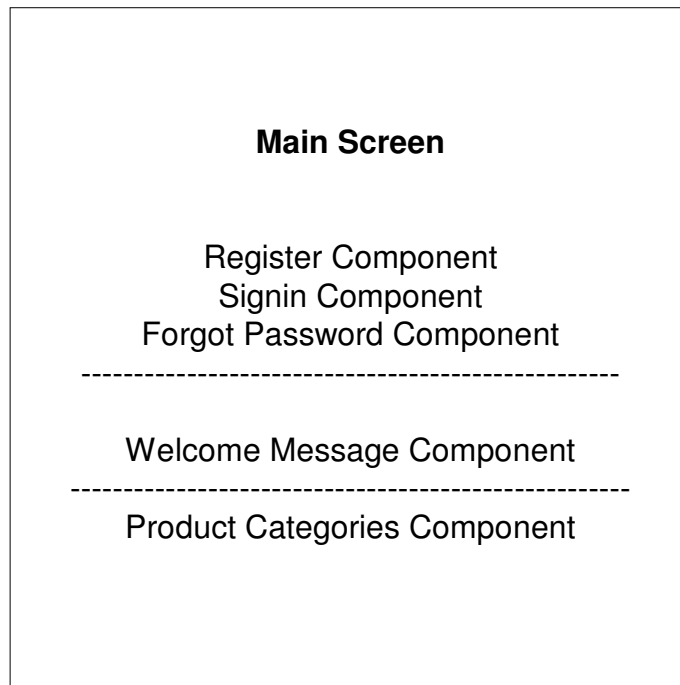 Main Screen
Register Component
Signin Component
Forgot Password Component
---------------------------------------------------
Welcome Message Component
-----------------------------------------------------
Product Categories Component